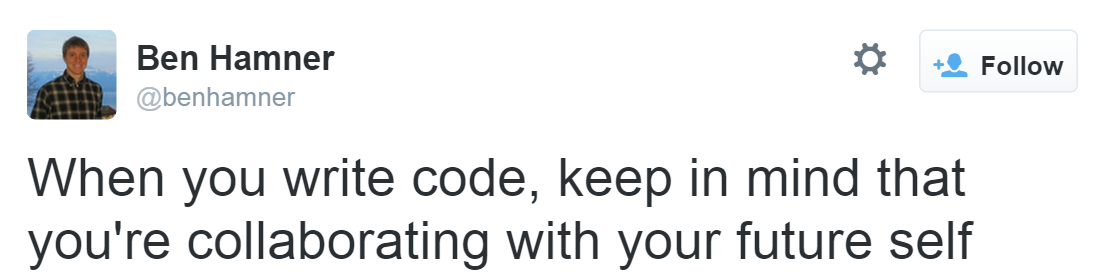 Ben Hamner
@benhamner
Follow
When you write code, keep in mind that
you're collaborating with your future self